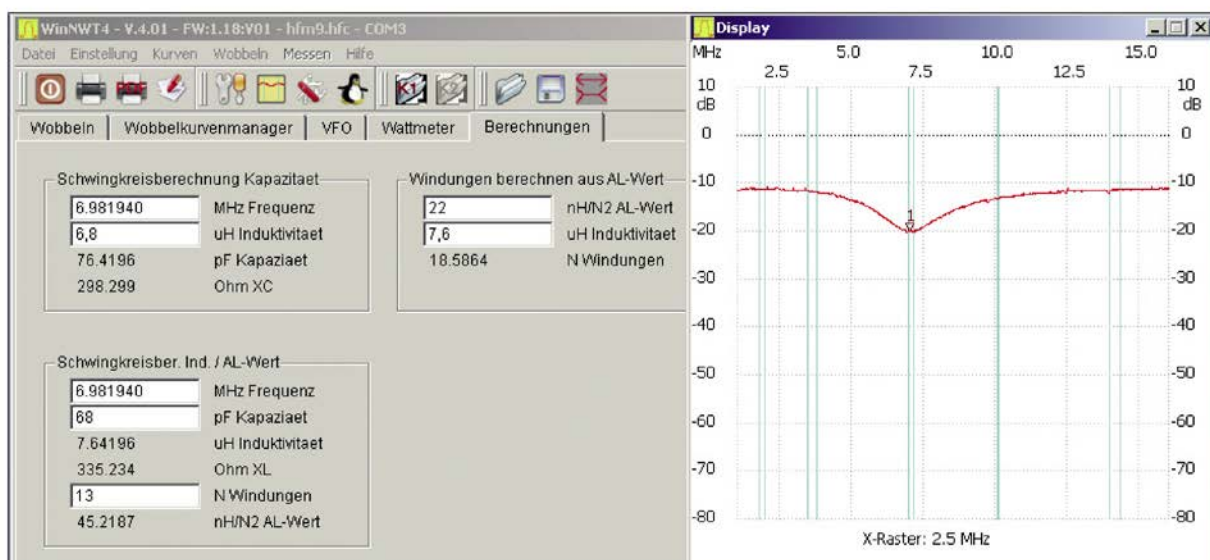 WinNWT4 - V.4.01 - FW:1.18:V01 - hfm9.hfc - COM3
Datei Einstellung Kurven Wobbeln Messen Hilfe
PDF K1 K2
Wobbeln Wobbelkurvenmanager VFO Wattmeter Berechnungen
Schwingkreisberechnung Kapazitaet
6.981940 MHz Frequenz
6,8 uH Induktivitaet
76.4196 pF Kapaziaet
298.299 Ohm XC
Windungen berechnen aus AL-Wert
22 nH/N2 AL-Wert
7,6 uH Induktivitaet
18.5864 N Windungen
Schwingkreisber. Ind. / AL-Wert
6.981940 MHz Frequenz
68 pF Kapaziaet
7.64196 uH Induktivitaet
335.234 Ohm XL
13 N Windungen
45.2187 nH/N2 AL-Wert
Display
MHz 5.0 10.0 15.0
2.5 7.5 12.5
10 10
dB dB
0 0
-10 -10
1
-20 -20
-30 -30
-40 -40
-50 -50
-60 -60
-70 -70
-80 -80
X-Raster: 2.5 MHz